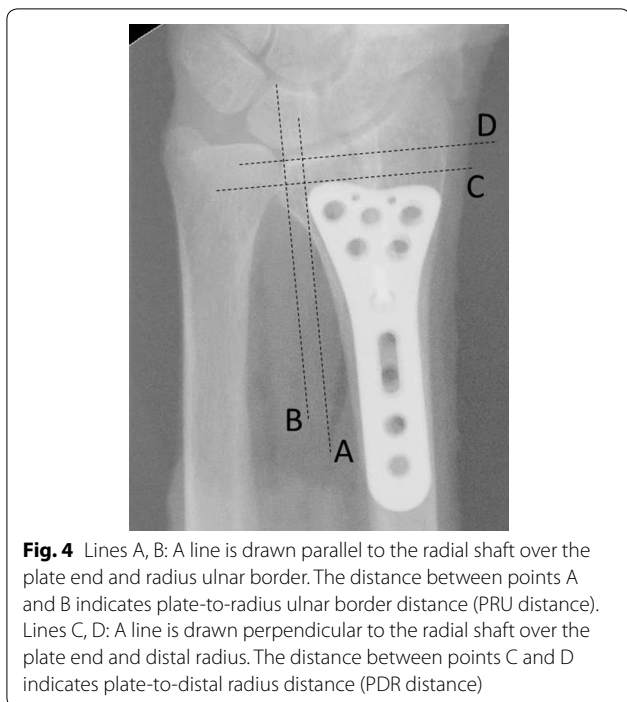 D
C
B
A
Fig. 4 Lines A, B: A line is drawn parallel to the radial shaft over the
plate end and radius ulnar border. The distance between points A
and B indicates plate-to-radius ulnar border distance (PRU distance).
Lines C, D: A line is drawn perpendicular to the radial shaft over the
plate end and distal radius. The distance between points C and D
indicates plate-to-distal radius distance (PDR distance)